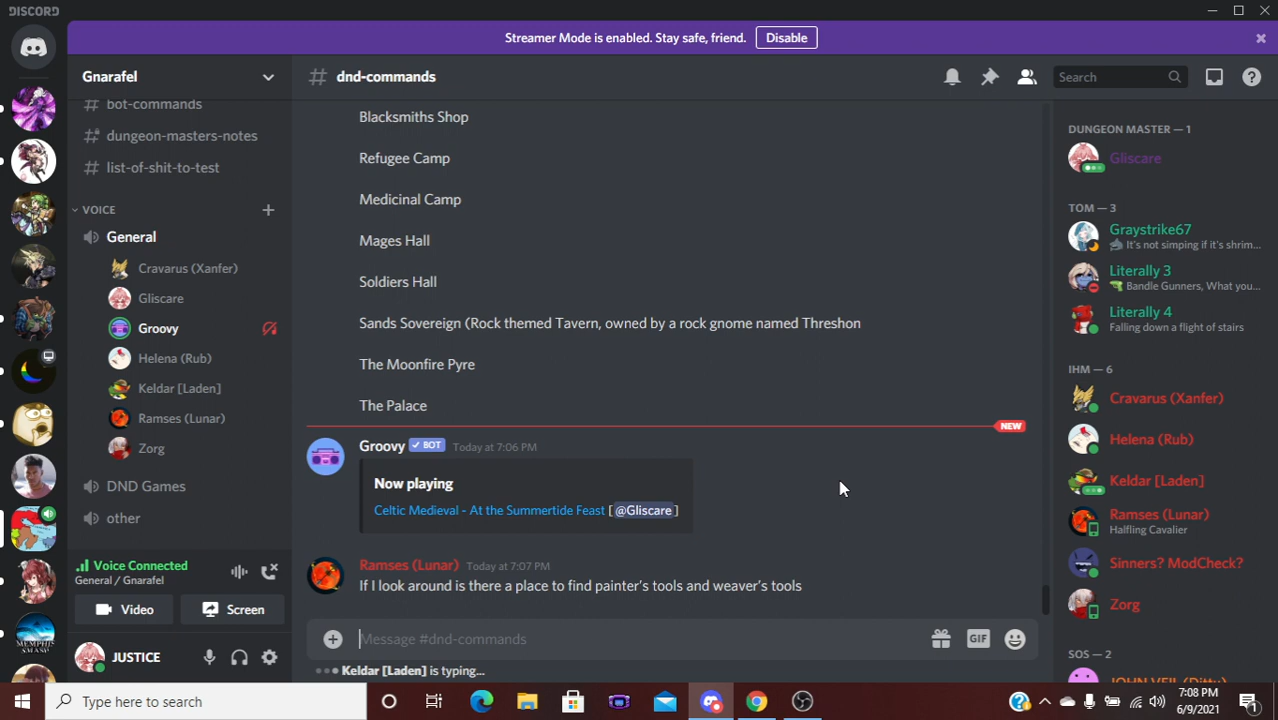 DISCORD
Streamer Mode is enabled. Stay safe, friend. Disable
Gnarafel
# dnd-commands
Search
# bot-commands
# dungeon-masters-notes
# list-of-shit-to-test
VOICE
General
Cravarus (Xanfer)
Gliscare
Groovy
Helena (Rub)
Keldar [Laden]
Ramses (Lunar)
Zorg
DND Games
other
Voice Connected
General / Gnarafel
Video
Screen
JUSTICE
Blacksmiths Shop
Refugee Camp
Medicinal Camp
Mages Hall
Soldiers Hall
Sands Sovereign (Rock themed Tavern, owned by a rock gnome named Threshon
The Moonfire Pyre
The Palace
NEW
Groovy ✓ BOT Today at 7:06 PM
Now playing
Celtic Medieval - At the Summertide Feast [ @Gliscare ]
Ramses (Lunar) Today at 7:07 PM
If I look around is there a place to find painter's tools and weaver's tools
Message #dnd-commands
GIF
Keldar [Laden] is typing...
DUNGEON MASTER — 1
Gliscare
TOM — 3
Graystrike67
It's not simping if it's shrim...
Literally 3
Bandle Gunners, What you...
Literally 4
Falling down a flight of stairs
IHM — 6
Cravarus (Xanfer)
Helena (Rub)
Keldar [Laden]
Ramses (Lunar)
Halfling Cavalier
Sinners? ModCheck?
Zorg
SOS — 2
JOHN VEIL (Ditty)
MEMPHIS
SMASH
Type here to search
7:08 PM
6/9/2021
1